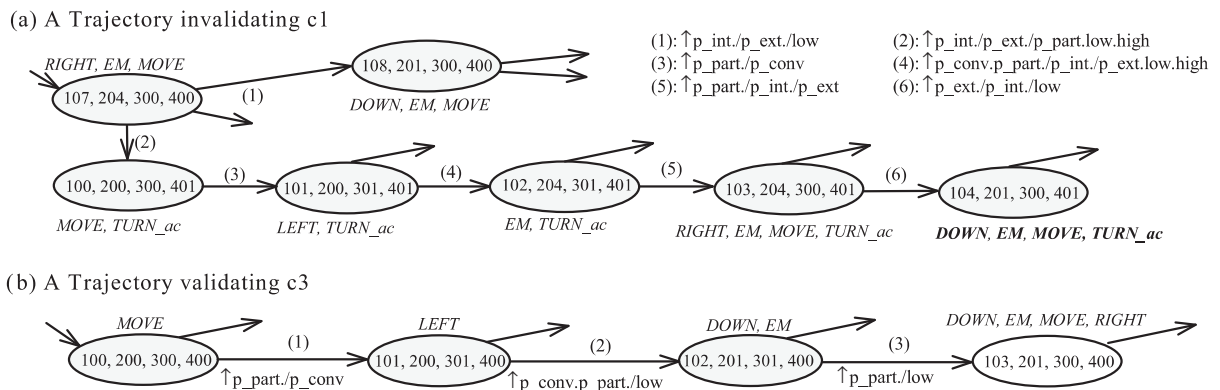 (a) A Trajectory invalidating c1
(1): ↑p_int./p_ext./low
(2): ↑p_int./p_ext./p_part.low.high
(3): ↑p_part./p_conv
(4): ↑p_conv.p_part./p_int./p_ext.low.high
(5): ↑p_part./p_int./p_ext
(6): ↑p_ext./p_int./low
RIGHT, EM, MOVE
107, 204, 300, 400
(1)
108, 201, 300, 400
DOWN, EM, MOVE
(2)
100, 200, 300, 401
(3)
101, 200, 301, 401
(4)
102, 204, 301, 401
(5)
103, 204, 300, 401
(6)
104, 201, 300, 401
MOVE, TURN_ac
LEFT, TURN_ac
EM, TURN_ac
RIGHT, EM, MOVE, TURN_ac
DOWN, EM, MOVE, TURN_ac
(b) A Trajectory validating c3
MOVE
LEFT
DOWN, EM
DOWN, EM, MOVE, RIGHT
100, 200, 300, 400
(1)
↑p_part./p_conv
101, 200, 301, 400
(2)
↑p_conv.p_part./low
102, 201, 301, 400
(3)
↑p_part./low
103, 201, 300, 400